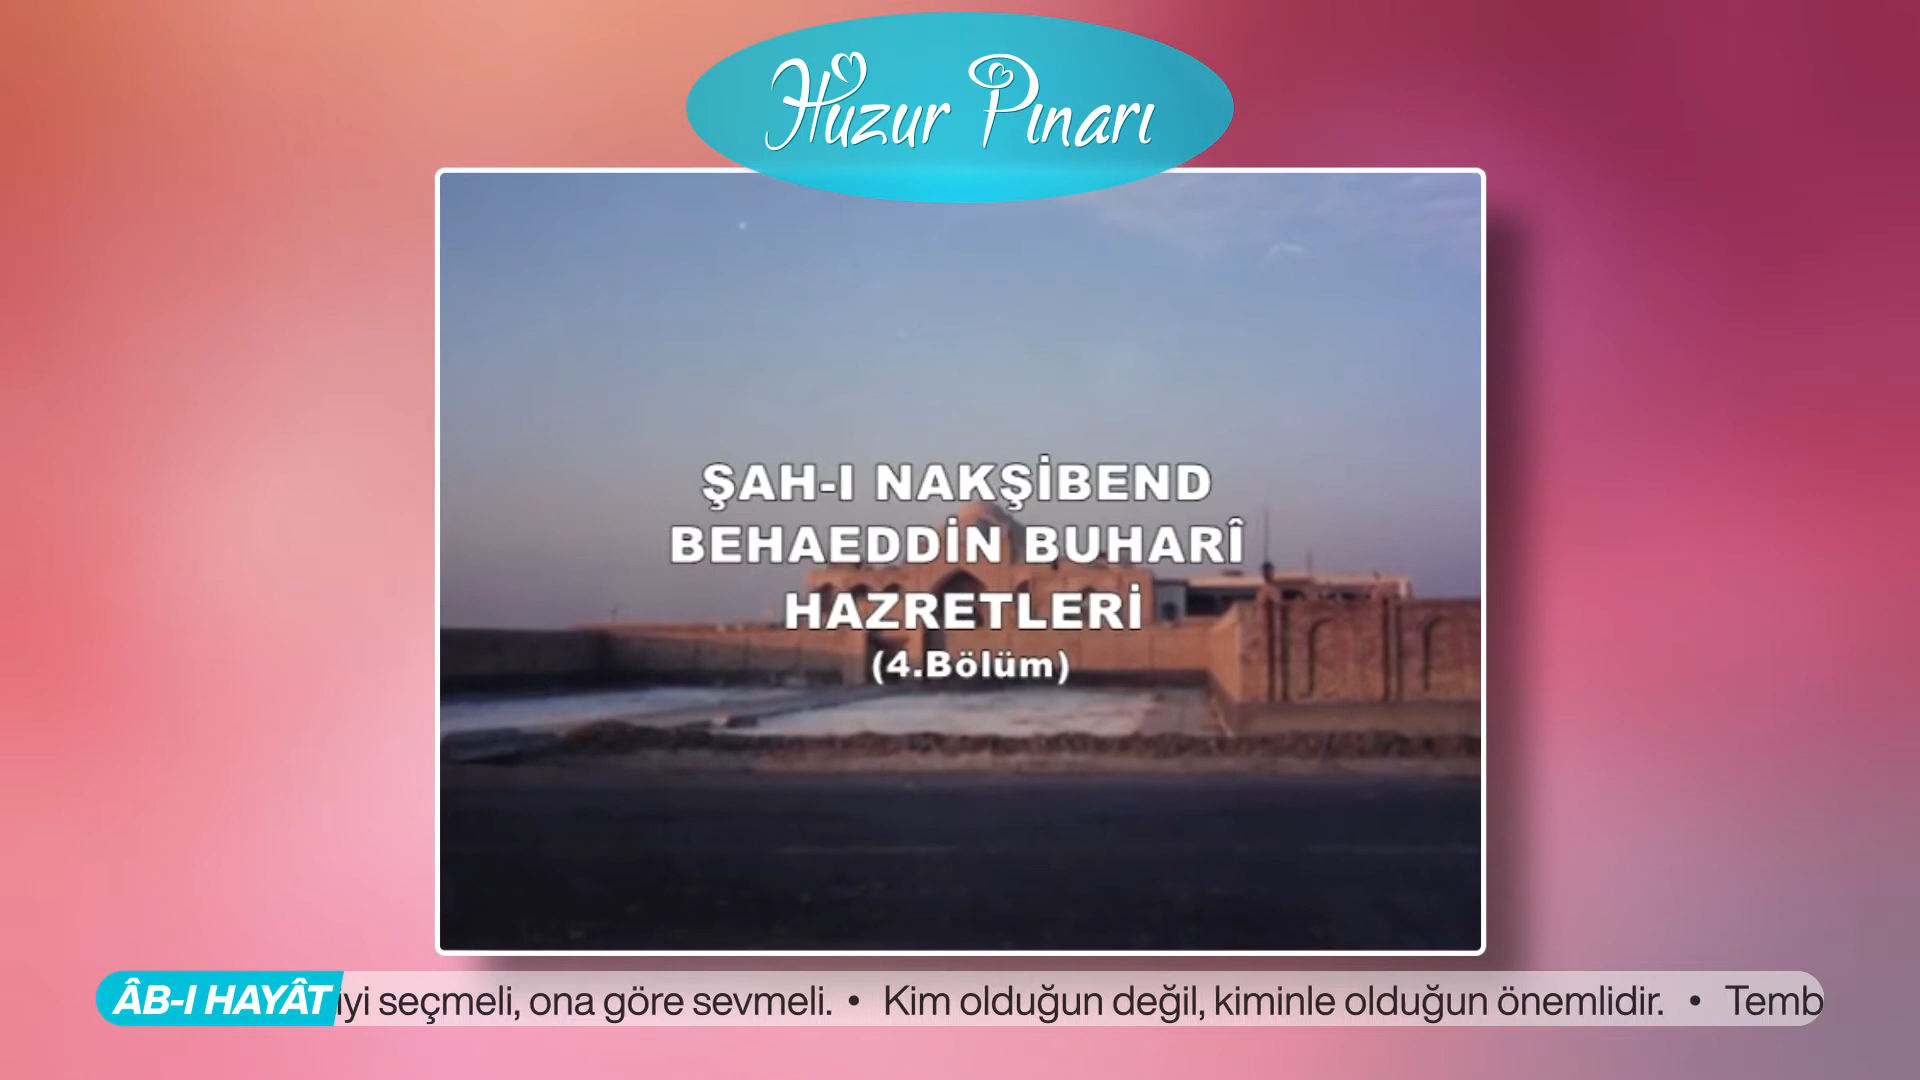 Huzur Pınarı
ŞAH-I NAKŞİBEND
BEHAEDDİN BUHARÎ
HAZRETLERİ
(4.Bölüm)
ÂB-I HAYÂT iyi seçmeli, ona göre sevmeli. • Kim olduğun değil, kiminle olduğun önemlidir. • Temb